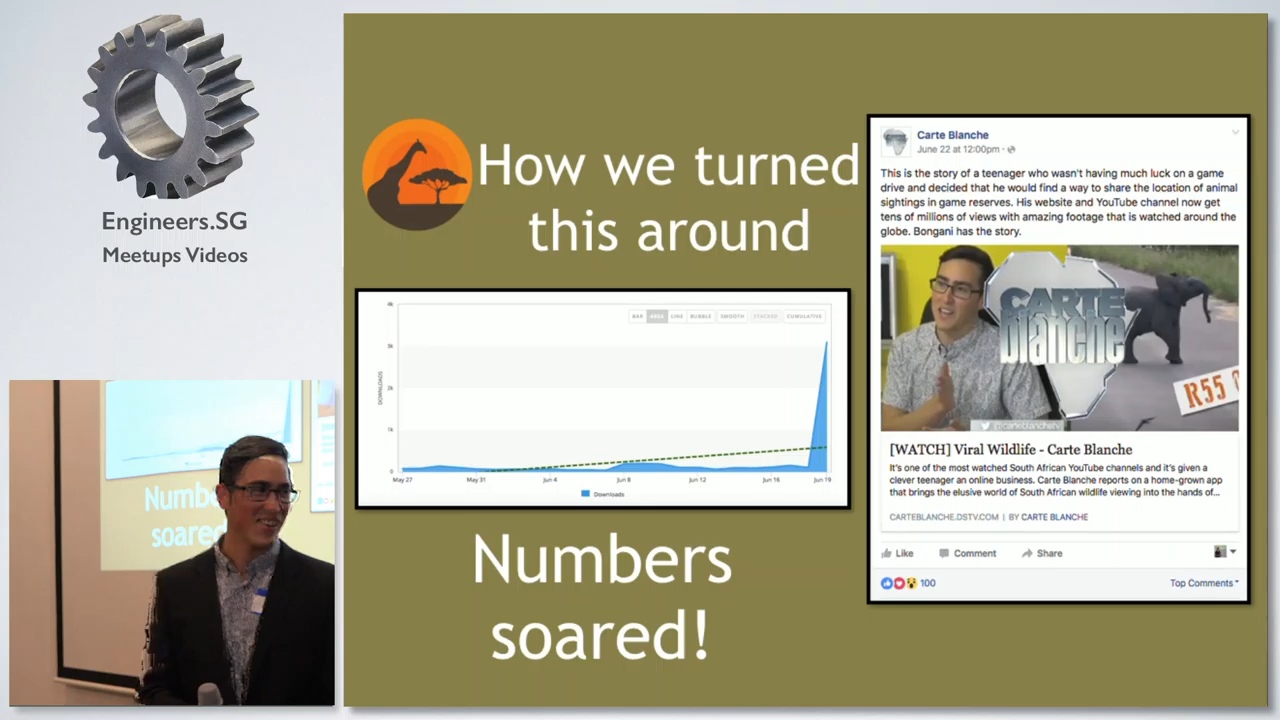 Engineers.SG
Meetups Videos
How we turned
this around
4k
3k
2k
1k
0
DOWNLOADS
BAR AREA LINE BUBBLE SMOOTH STACKED CUMULATIVE
May 27 May 31 Jun 4 Jun 8 Jun 12 Jun 16 Jun 19
Downloads
Numbers
soared!
Carte Blanche
June 22 at 12:00pm ·
This is the story of a teenager who wasn't having much luck on a game
drive and decided that he would find a way to share the location of animal
sightings in game reserves. His website and YouTube channel now get
tens of millions of views with amazing footage that is watched around the
globe. Bongani has the story.
CARTE
blanche
R55
@carteblanchetv
[WATCH] Viral Wildlife - Carte Blanche
It's one of the most watched South African YouTube channels and it's given a
clever teenager an online business. Carte Blanche reports on a home-grown app
that brings the elusive world of South African wildlife viewing into the hands of...
CARTEBLANCHE.DSTV.COM | BY CARTE BLANCHE
Like Comment Share
100 Top Comments
Numb
soare